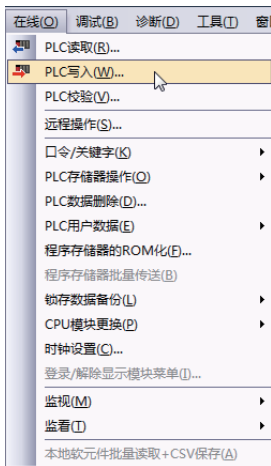 在线(O) 调试(B) 诊断(D) 工具(T) 窗
PLC读取(R)...
PLC写入(W)...
PLC校验(V)...
远程操作(S)...
口令/关键字(K)
PLC存储器操作(O)
PLC数据删除(D)...
PLC用户数据(E)
程序存储器的ROM化(F)...
程序存储器批量传送(B)
锁存数据备份(L)
CPU模块更换(P)
时钟设置(C)...
登录/解除显示模块菜单(I)...
监视(M)
监看(T)
本地软元件批量读取+CSV保存(A)